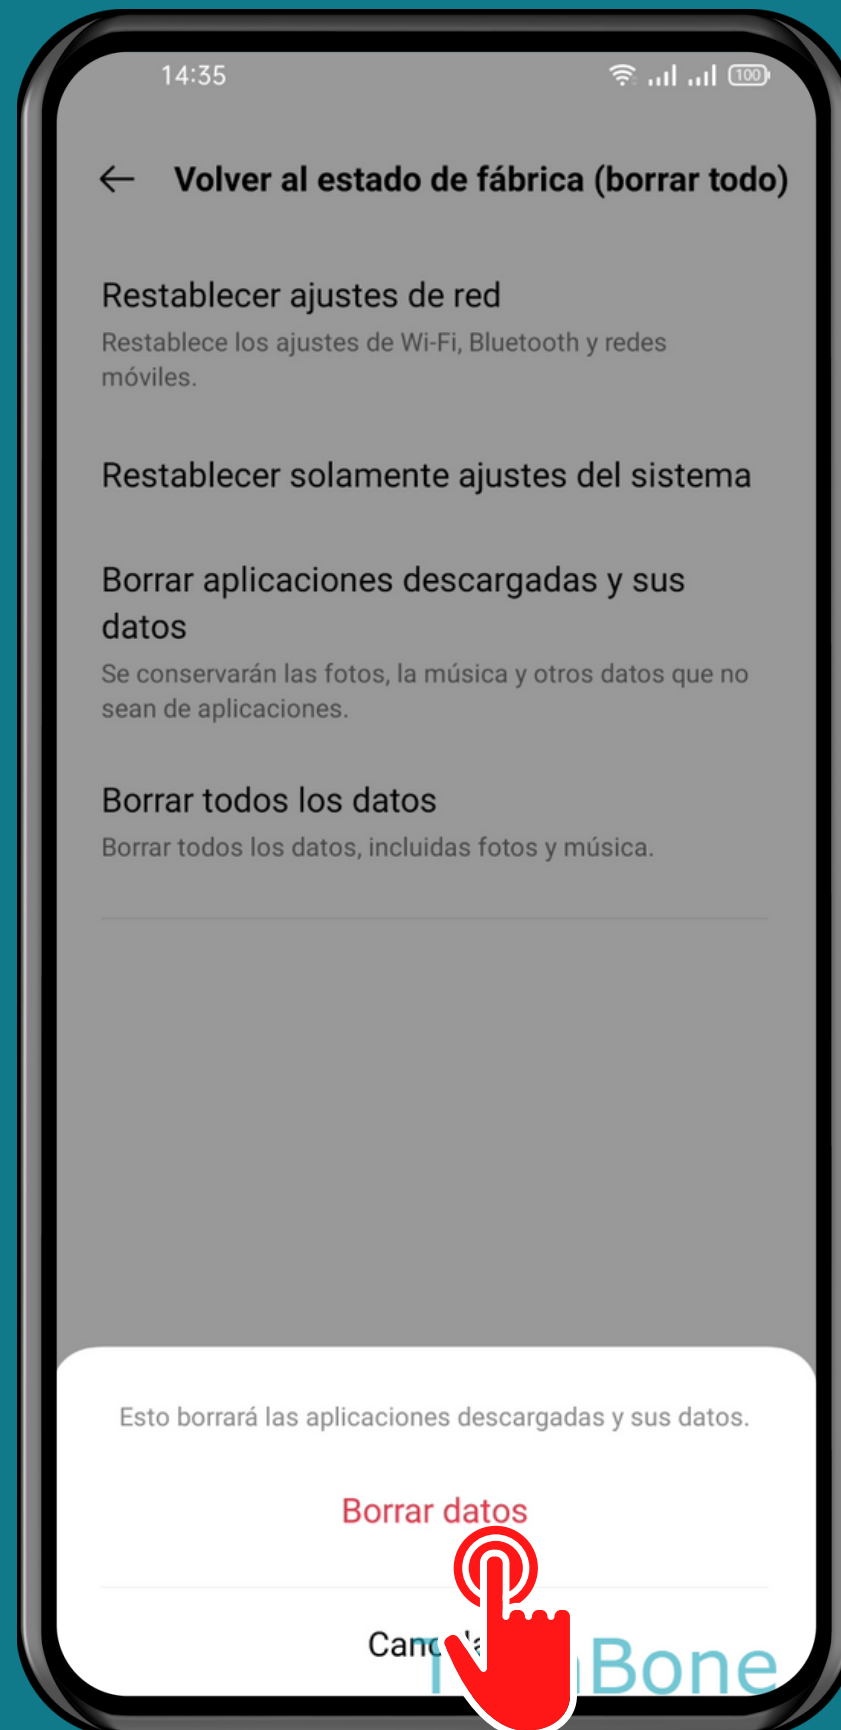 14:35
100
Volver al estado de fábrica (borrar todo)
Restablecer ajustes de red
Restablece los ajustes de Wi-Fi, Bluetooth y redes
móviles.
Restablecer solamente ajustes del sistema
Borrar aplicaciones descargadas y sus
datos
Se conservarán las fotos, la música y otros datos que no
sean de aplicaciones.
Borrar todos los datos
Borrar todos los datos, incluidas fotos y música.
Esto borrará las aplicaciones descargadas y sus datos.
Borrar datos